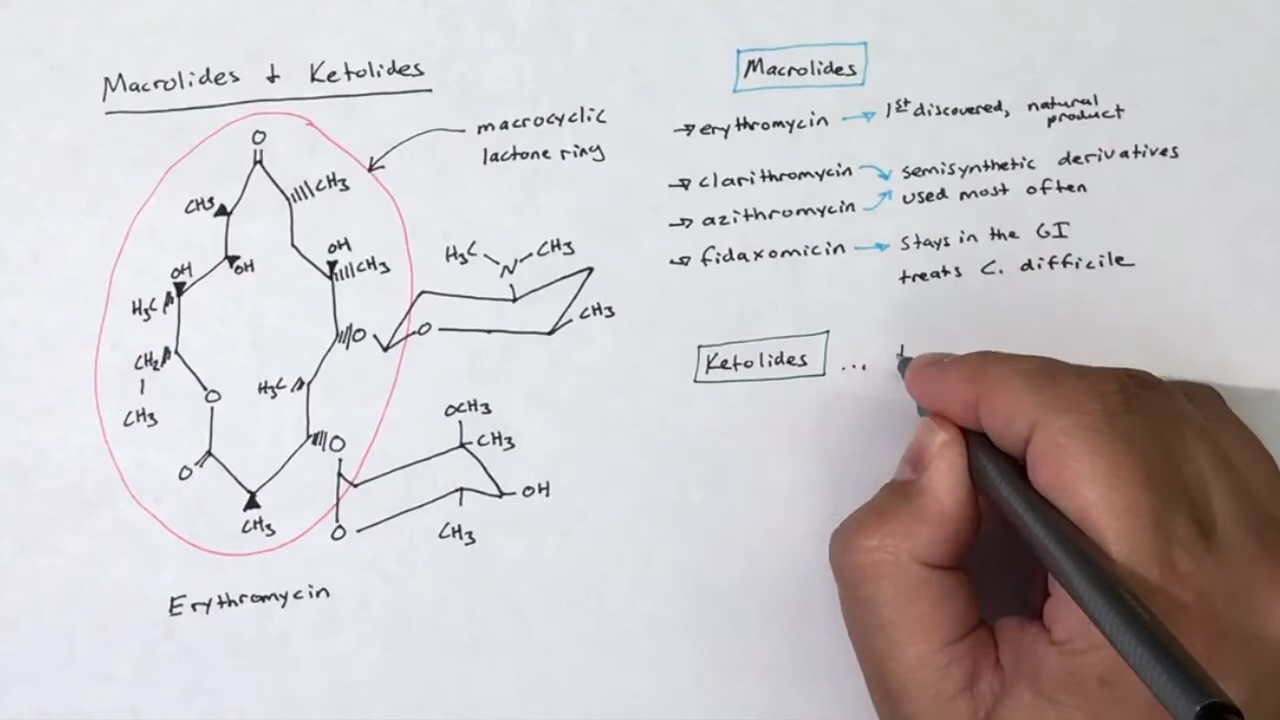 Macrolides + Ketolides
macrocyclic
lactone ring
O
CH3
CH3
OH
CH3
OH
OH
H3C
CH2
CH3
O
O
H3C
O
O
CH3
H3C
N
CH3
O
CH3
OCH3
CH3
OH
CH3
O
Erythromycin
Macrolides
→ erythromycin → 1st discovered, natural
product
→ clarithromycin → semisynthetic derivatives
→ azithromycin → used most often
→ fidaxomicin → stays in the GI
treats C. difficile
Ketolides ...